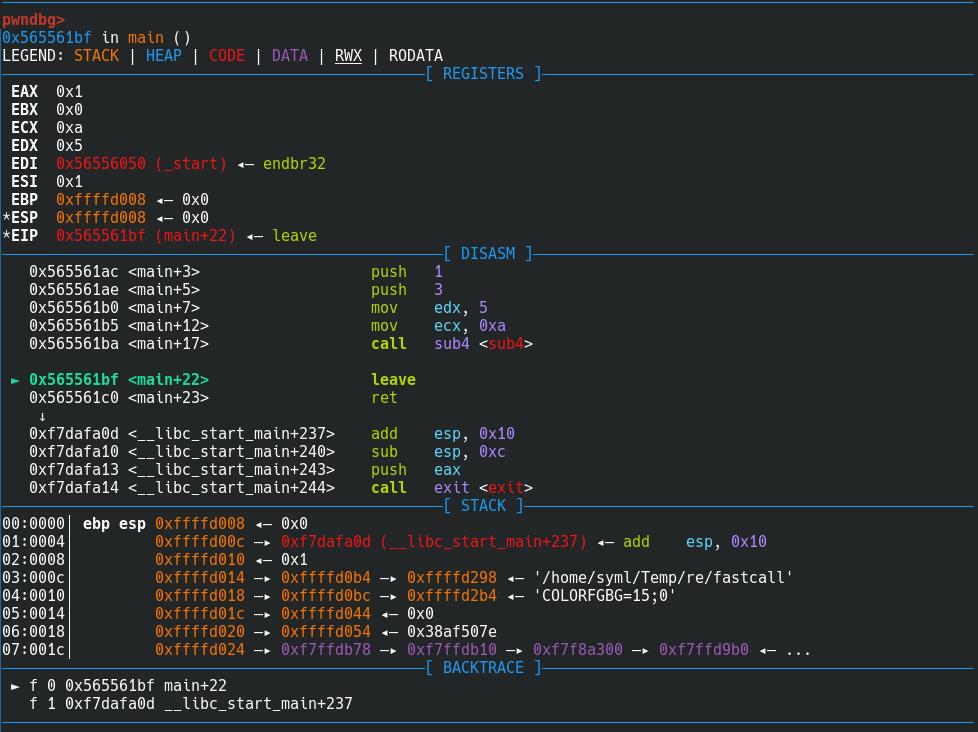 pwndbg>
0x565561bf in main ()
LEGEND: STACK | HEAP | CODE | DATA | RWX | RODATA
[ REGISTERS ]
EAX  0x1
EBX  0x0
ECX  0xa
EDX  0x5
EDI  0x56556050 (_start) ◂— endbr32
ESI  0x1
EBP  0xffffd008 ◂— 0x0
*ESP  0xffffd008 ◂— 0x0
*EIP  0x565561bf (main+22) ◂— leave
[ DISASM ]
0x565561ac <main+3>                   push   1
0x565561ae <main+5>                   push   3
0x565561b0 <main+7>                   mov    edx, 5
0x565561b5 <main+12>                  mov    ecx, 0xa
0x565561ba <main+17>                  call   sub4 <sub4>
► 0x565561bf <main+22>                  leave
0x565561c0 <main+23>                  ret
↓
0xf7dafa0d <__libc_start_main+237>    add    esp, 0x10
0xf7dafa10 <__libc_start_main+240>    sub    esp, 0xc
0xf7dafa13 <__libc_start_main+243>    push   eax
0xf7dafa14 <__libc_start_main+244>    call   exit <exit>
[ STACK ]
00:0000│ ebp esp 0xffffd008 ◂— 0x0
01:0004│         0xffffd00c —▸ 0xf7dafa0d (__libc_start_main+237) ◂— add    esp, 0x10
02:0008│         0xffffd010 ◂— 0x1
03:000c│         0xffffd014 —▸ 0xffffd0b4 —▸ 0xffffd298 ◂— '/home/syml/Temp/re/fastcall'
04:0010│         0xffffd018 —▸ 0xffffd0bc —▸ 0xffffd2b4 ◂— 'COLORFGBG=15;0'
05:0014│         0xffffd01c —▸ 0xffffd044 ◂— 0x0
06:0018│         0xffffd020 —▸ 0xffffd054 ◂— 0x38af507e
07:001c│         0xffffd024 —▸ 0xf7ffdb78 —▸ 0xf7ffdb10 —▸ 0xf7f8a300 —▸ 0xf7ffd9b0 ◂— ...
[ BACKTRACE ]
► f 0 0x565561bf main+22
f 1 0xf7dafa0d __libc_start_main+237